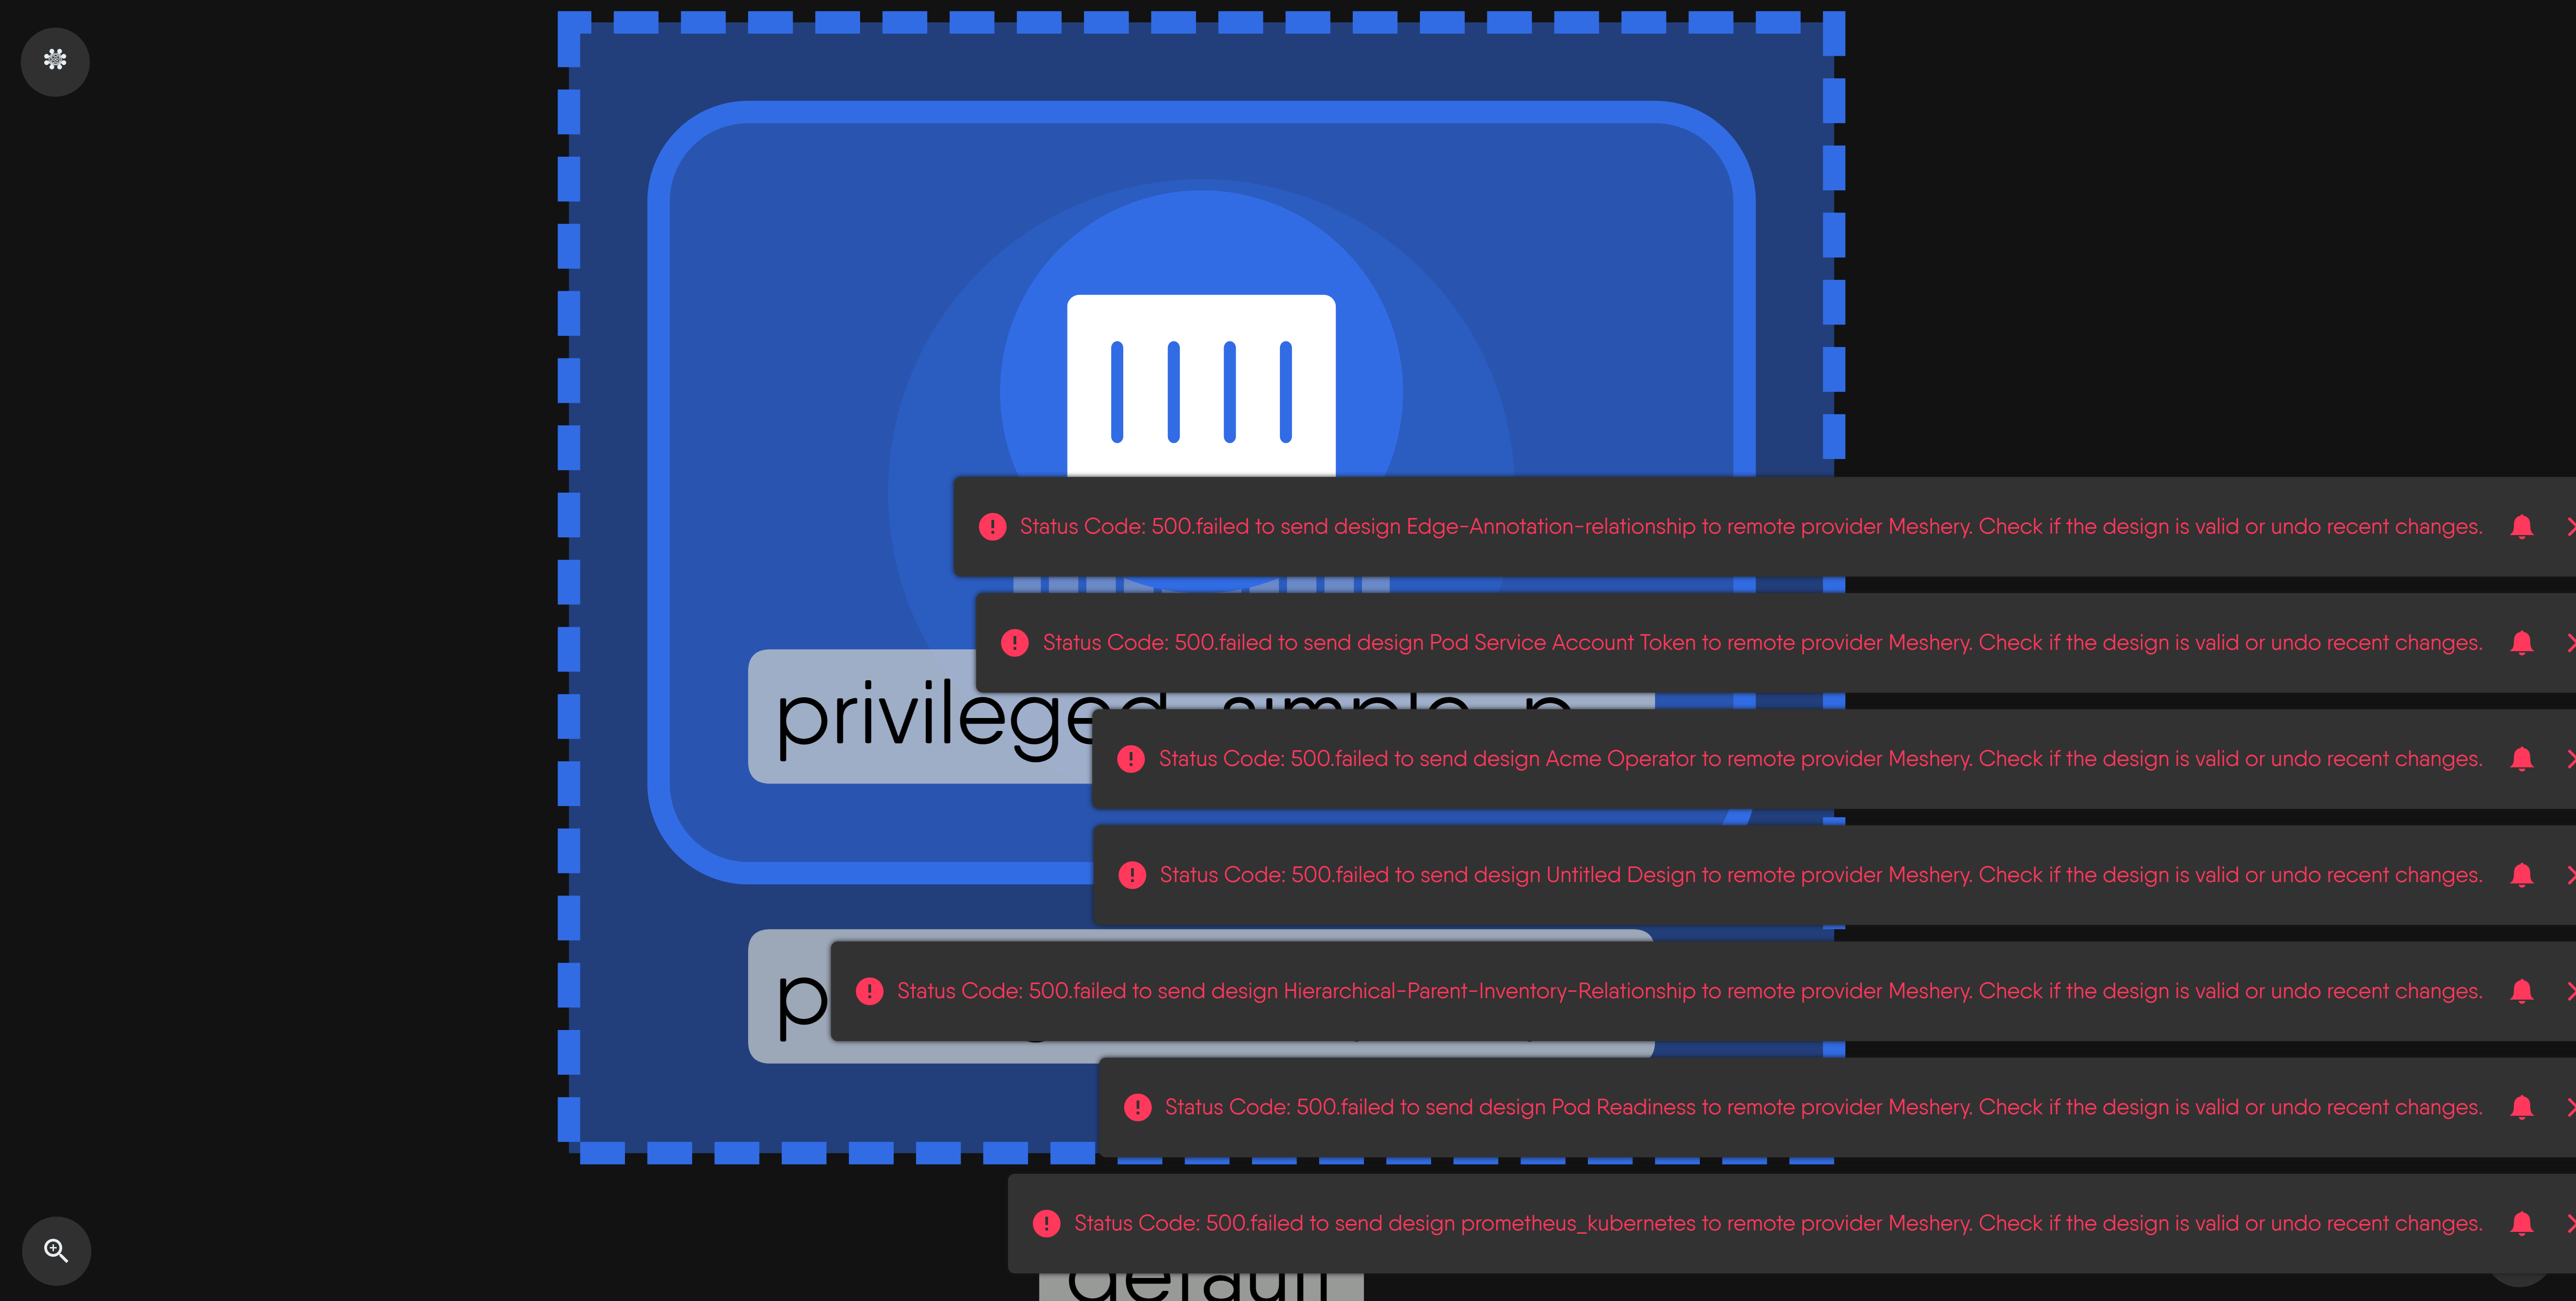 Status Code: 500.failed to send design Edge-Annotation-relationship to remote provider Meshery. Check if the design is valid or undo recent changes.
Status Code: 500.failed to send design Pod Service Account Token to remote provider Meshery. Check if the design is valid or undo recent changes.
privileged-simple-p
Status Code: 500.failed to send design Acme Operator to remote provider Meshery. Check if the design is valid or undo recent changes.
Status Code: 500.failed to send design Untitled Design to remote provider Meshery. Check if the design is valid or undo recent changes.
Status Code: 500.failed to send design Hierarchical-Parent-Inventory-Relationship to remote provider Meshery. Check if the design is valid or undo recent changes.
Status Code: 500.failed to send design Pod Readiness to remote provider Meshery. Check if the design is valid or undo recent changes.
Status Code: 500.failed to send design prometheus_kubernetes to remote provider Meshery. Check if the design is valid or undo recent changes.
default